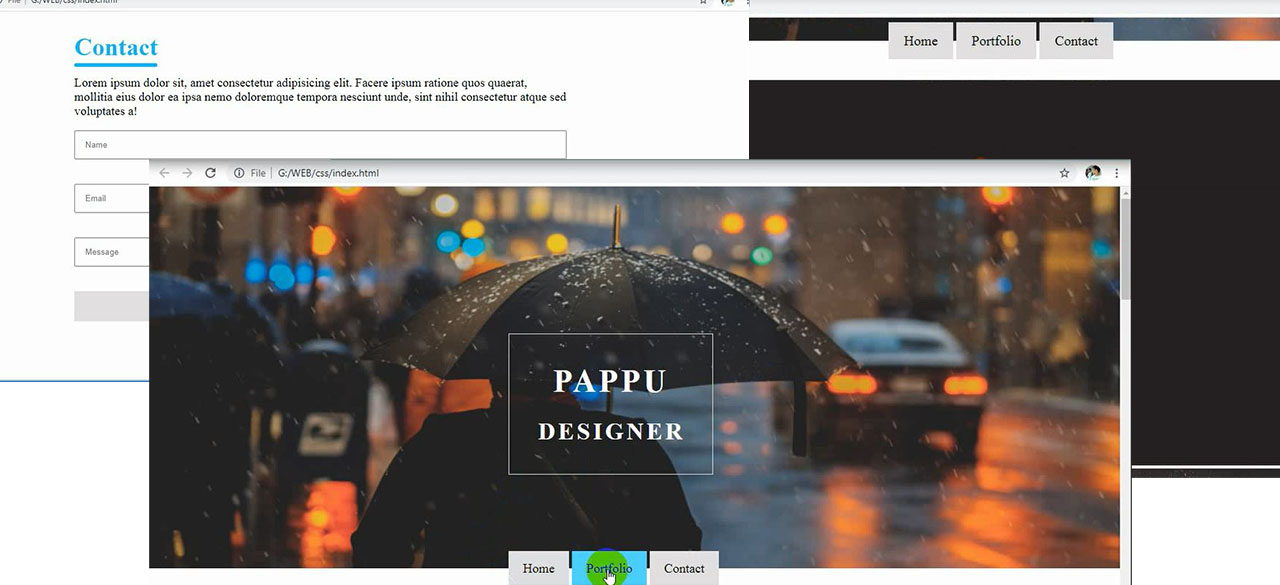 File | G:/WEB/css/index.html
Contact
Lorem ipsum dolor sit, amet consectetur adipisicing elit. Facere ipsum ratione quos quaerat,
mollitia eius dolor ea ipsa nemo doloremque tempora nesciunt unde, sint nihil consectetur atque sed
voluptates a!
Name
Email
Message
Home Portfolio Contact
File | G:/WEB/css/index.html
PAPPU
DESIGNER
Home Portfolio Contact